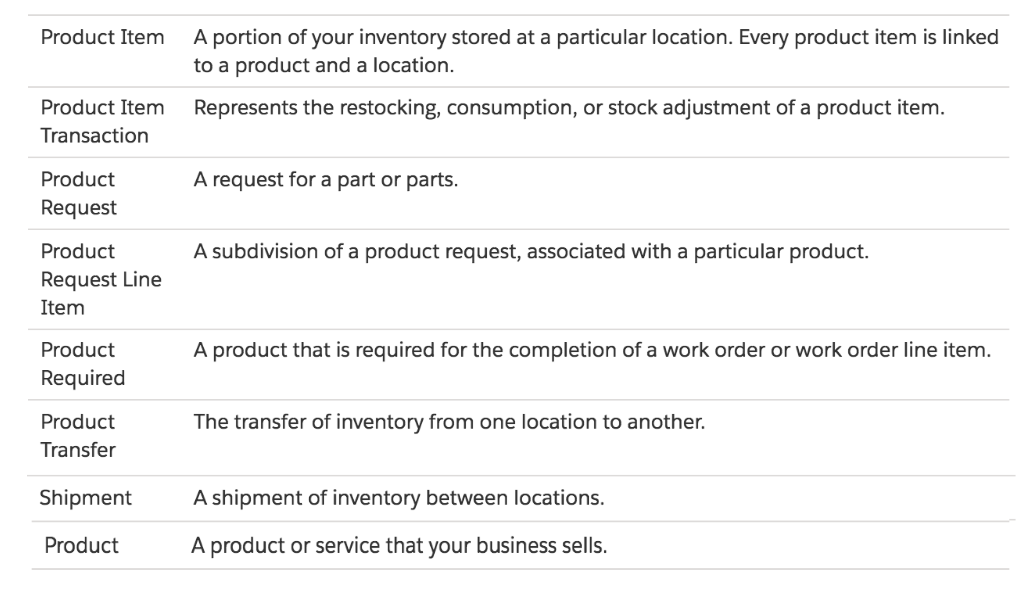 Product Item
A portion of your inventory stored at a particular location. Every product item is linked
to a product and a location.
Product Item
Transaction
Represents the restocking, consumption, or stock adjustment of a product item.
Product
Request
A request for a part or parts.
Product
Request Line
Item
A subdivision of a product request, associated with a particular product.
Product
Required
A product that is required for the completion of a work order or work order line item.
Product
Transfer
The transfer of inventory from one location to another.
Shipment
A shipment of inventory between locations.
Product
A product or service that your business sells.